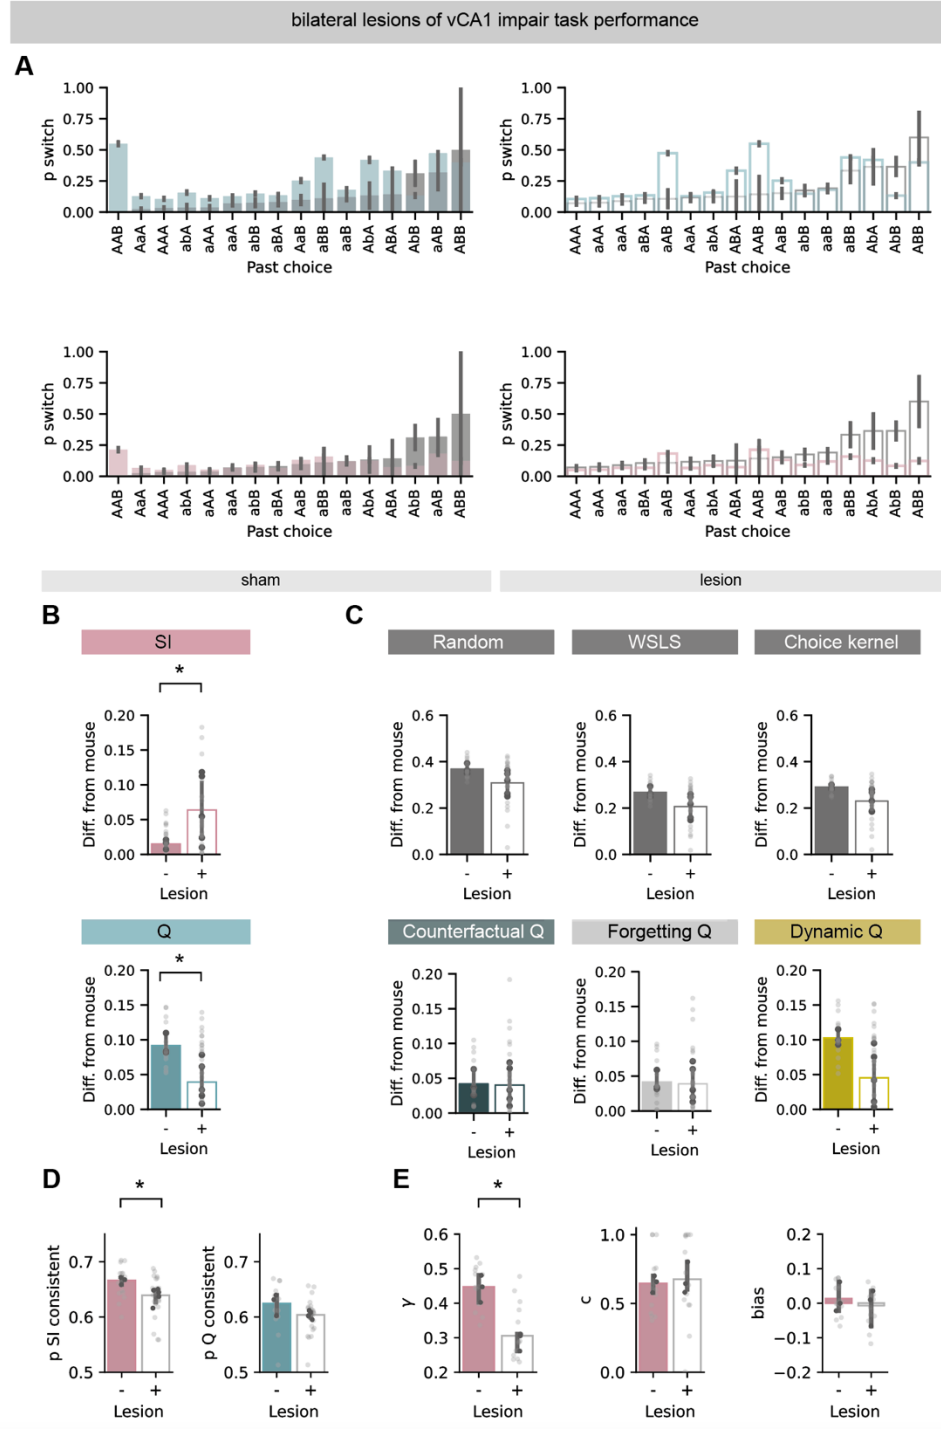 bilateral lesions of vCA1 impair task performance
A
p switch
1.00
0.75
0.50
0.25
0.00
AAB AaA AAA abA aAA aaA abB aBA AaB aBB aaB AbA ABA AbB aAB ABB
Past choice
p switch
1.00
0.75
0.50
0.25
0.00
AAA aAA aaA aBA aAB AaA abA ABA AAB AaB abB aaB aBB AbA AbB ABB
Past choice
p switch
1.00
0.75
0.50
0.25
0.00
AAB AaA AAA abA aAA aaA abB aBA AaB aBB aaB AbA ABA AbB aAB ABB
Past choice
p switch
1.00
0.75
0.50
0.25
0.00
AAA aAA aaA aBA aAB AaA abA ABA AAB AaB abB aaB aBB AbA AbB ABB
Past choice
sham
lesion
B
SI
*
Diff. from mouse
0.20
0.15
0.10
0.05
0.00
- +
Lesion
Q
*
Diff. from mouse
0.20
0.15
0.10
0.05
0.00
- +
Lesion
C
Random
Diff. from mouse
0.6
0.4
0.2
0.0
- +
Lesion
WSLS
Diff. from mouse
0.6
0.4
0.2
0.0
- +
Lesion
Choice kernel
Diff. from mouse
0.6
0.4
0.2
0.0
- +
Lesion
Counterfactual Q
Diff. from mouse
0.20
0.15
0.10
0.05
0.00
- +
Lesion
Forgetting Q
Diff. from mouse
0.20
0.15
0.10
0.05
0.00
- +
Lesion
Dynamic Q
Diff. from mouse
0.20
0.15
0.10
0.05
0.00
- +
Lesion
D
*
p SI consistent
0.7
0.6
0.5
- +
Lesion
p Q consistent
0.7
0.6
0.5
- +
Lesion
E
*
γ
0.6
0.5
0.4
0.3
0.2
- +
Lesion
c
1.0
0.5
0.0
- +
Lesion
bias
0.2
0.1
0.0
−0.1
−0.2
- +
Lesion